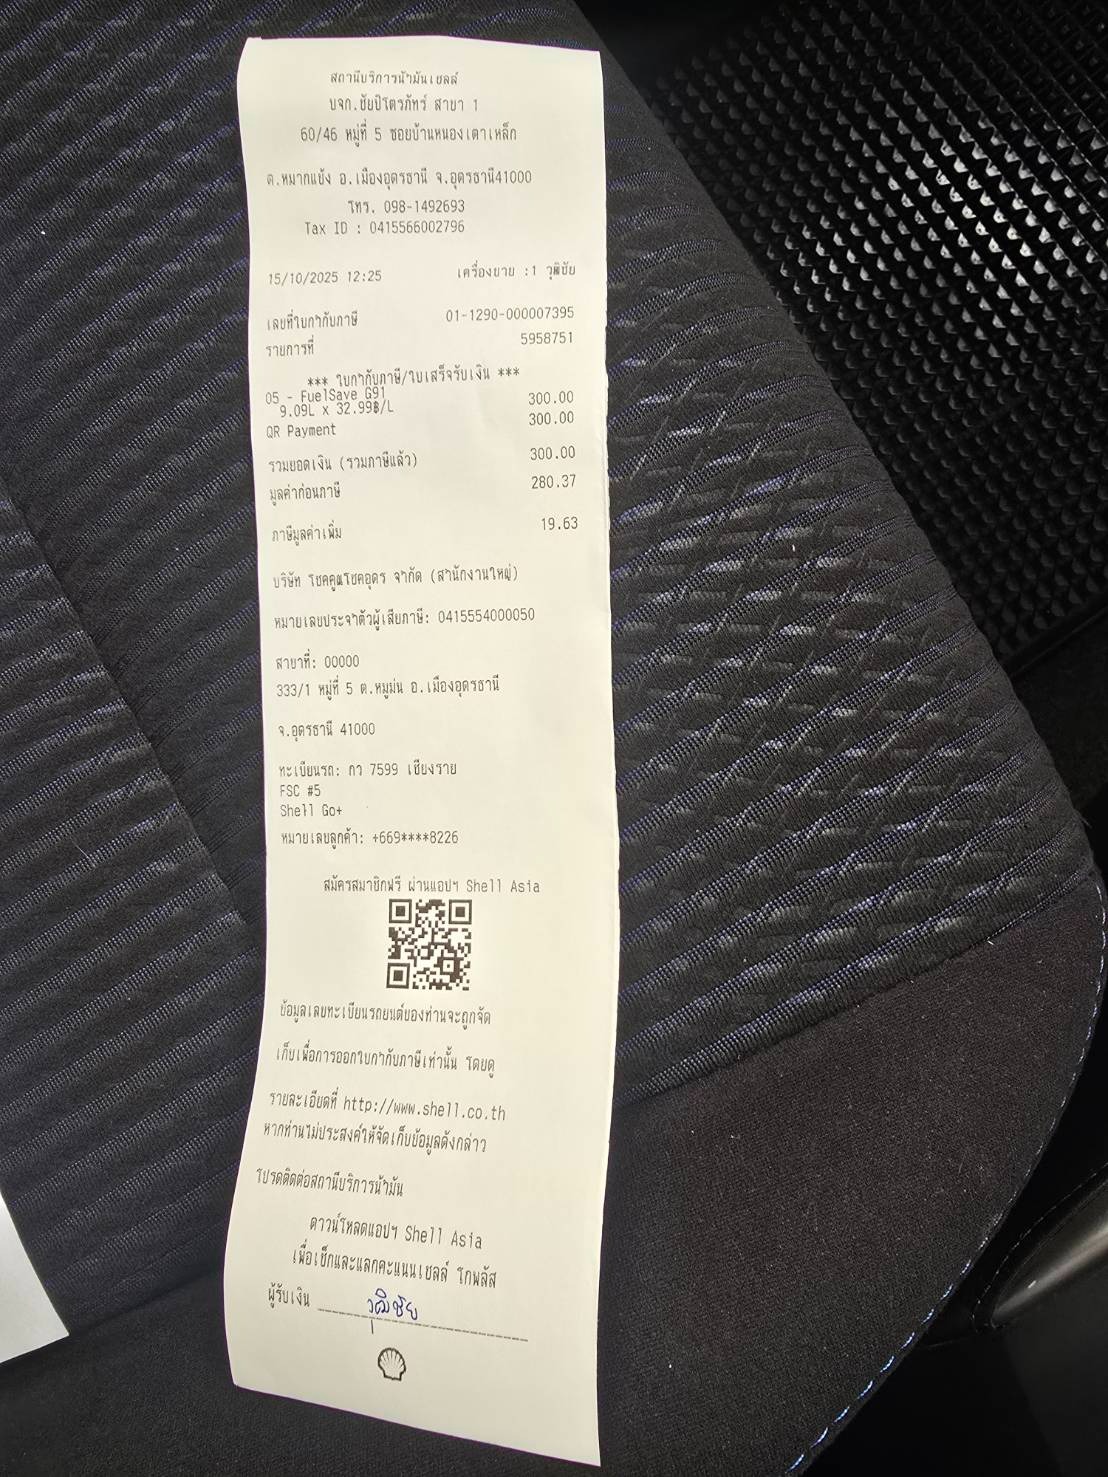 สถานีบริการน้ำมันเชลล์
บจก.ชัยปิโตรภัทร์ สาขา 1
60/46 หมู่ที่ 5 ซอยบ้านหนองเตาเหล็ก
ต.หมากแข้ง อ.เมืองอุดรธานี จ.อุดรธานี41000
โทร. 098-1492693
Tax ID : 0415566002796
15/10/2025 12:25 เครื่องขาย :1 วุฒิชัย
เลขที่ใบกำกับภาษี 01-1290-000007395
รายการที่ 5958751
*** ใบกำกับภาษี/ใบเสร็จรับเงิน ***
05 - FuelSave G91 300.00
9.09L x 32.99฿/L
QR Payment 300.00
รวมยอดเงิน (รวมภาษีแล้ว) 300.00
มูลค่าก่อนภาษี 280.37
ภาษีมูลค่าเพิ่ม 19.63
บริษัท โชคคูณโชคอุดร จำกัด (สำนักงานใหญ่)
หมายเลขประจำตัวผู้เสียภาษี: 0415554000050
สาขาที่: 00000
333/1 หมู่ที่ 5 ต.หมูม่น อ.เมืองอุดรธานี
จ.อุดรธานี 41000
ทะเบียนรถ: กว 7599 เชียงราย
FSC #5
Shell Go+
หมายเลขลูกค้า: +669****8226
สมัครสมาชิกฟรี ผ่านแอปฯ Shell Asia
ข้อมูลเลขทะเบียนรถยนต์ของท่านจะถูกจัด
เก็บเพื่อการออกใบกำกับภาษีเท่านั้น โดยดู
รายละเอียดที่ http://www.shell.co.th
หากท่านไม่ประสงค์ให้จัดเก็บข้อมูลดังกล่าว
โปรดติดต่อสถานีบริการน้ำมัน
ดาวน์โหลดแอปฯ Shell Asia
เพื่อเช็กและแลกคะแนนเชลล์ โกพลัส
ผู้รับเงิน วุฒิชัย